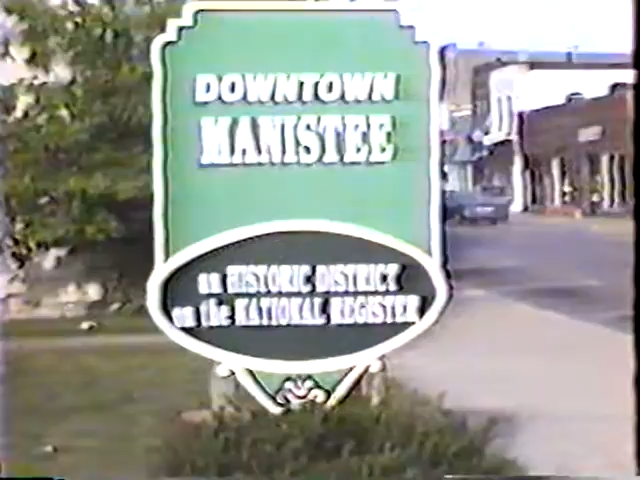 DOWNTOWN
MANISTEE
an HISTORIC DISTRICT
on the NATIONAL REGISTER